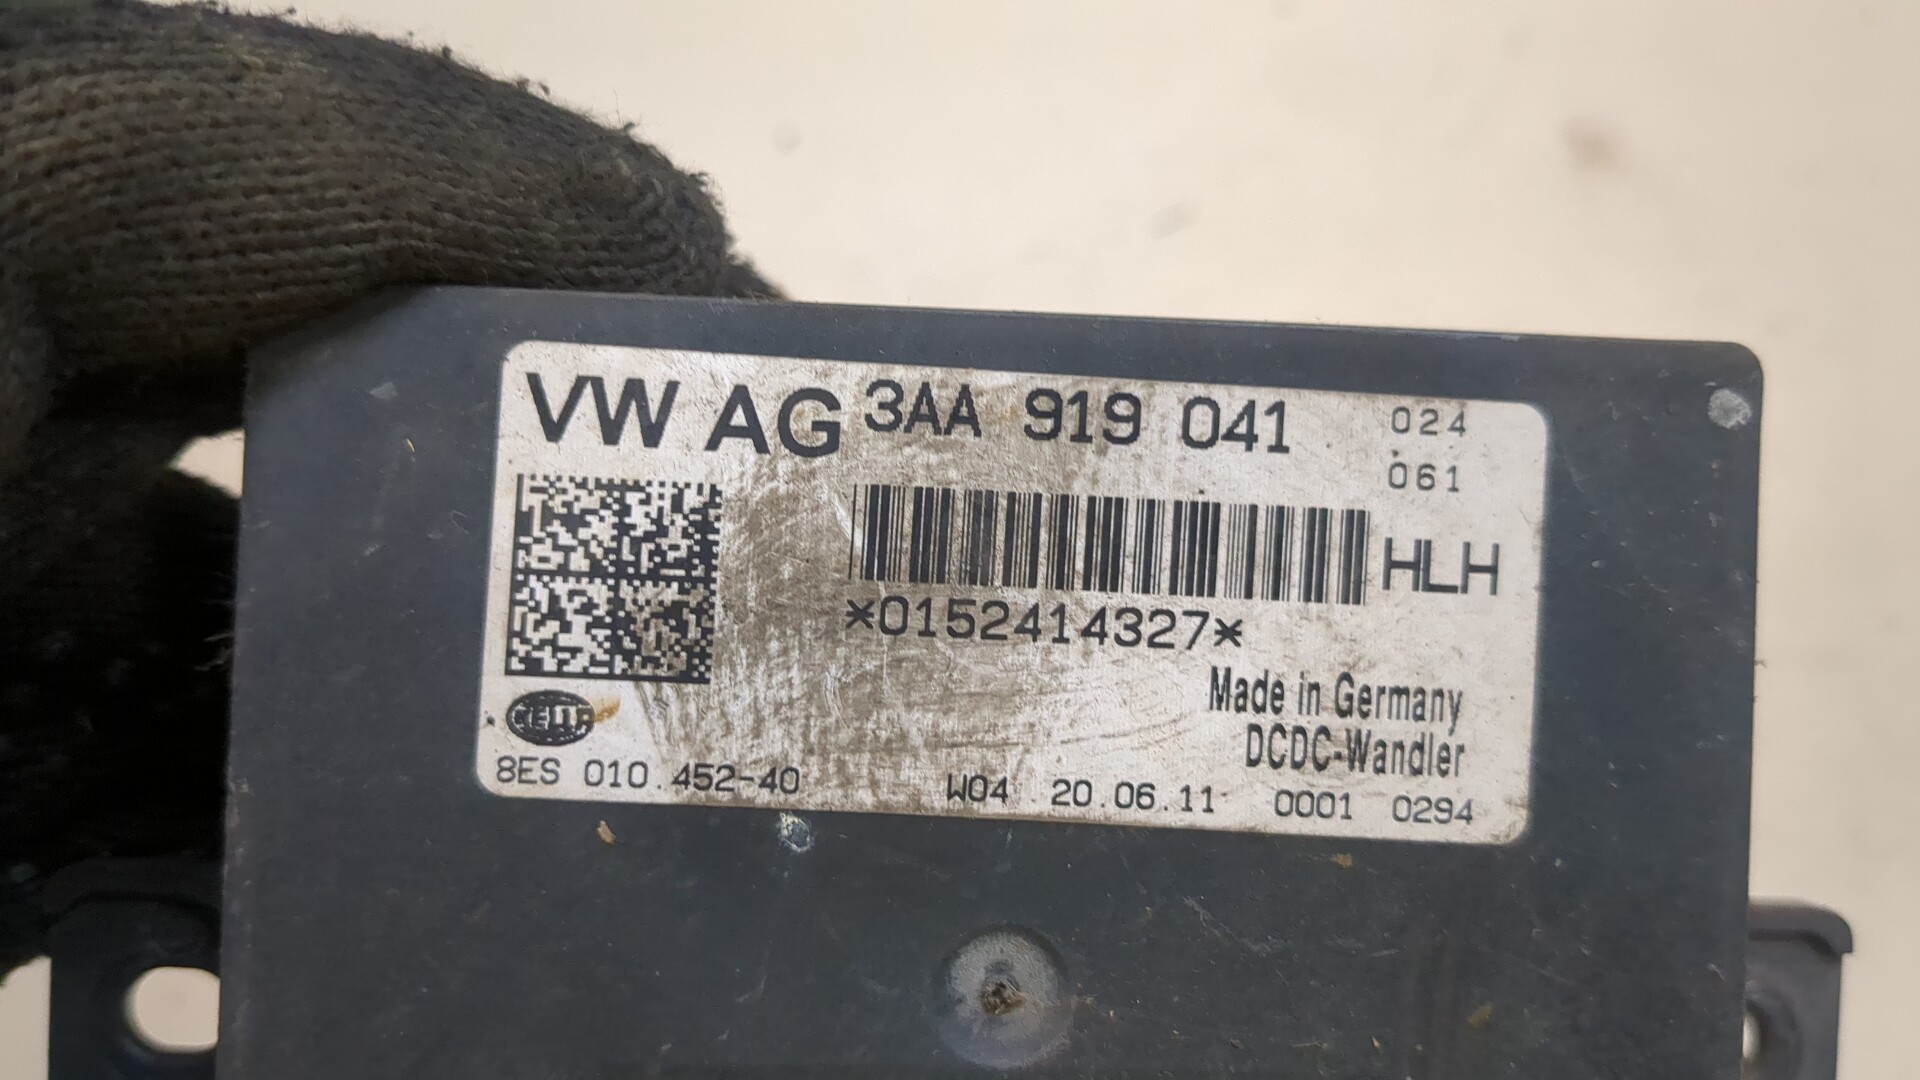 VW AG 3AA 919 041 024
061
HLH
*0152414327*
Made in Germany
DCDC-Wandler
HELLA
8ES 010.452-40 W04 20.06.11 0001 0294